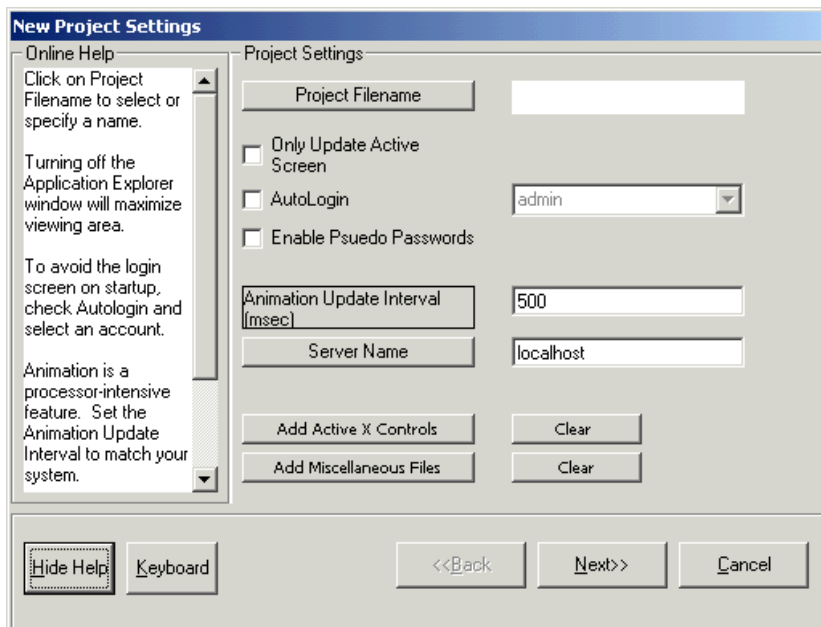 New Project Settings
Online Help
Click on Project
Filename to select or
specify a name.
Turning off the
Application Explorer
window will maximize
viewing area.
To avoid the login
screen on startup,
check Autologin and
select an account.
Animation is a
processor-intensive
feature. Set the
Animation Update
Interval to match your
system.
Project Settings
Project Filename
Only Update Active
Screen
AutoLogin
admin
Enable Psuedo Passwords
Animation Update Interval
(msec)
500
Server Name
localhost
Add Active X Controls
Clear
Add Miscellaneous Files
Clear
Hide Help
Keyboard
<<Back
Next>>
Cancel